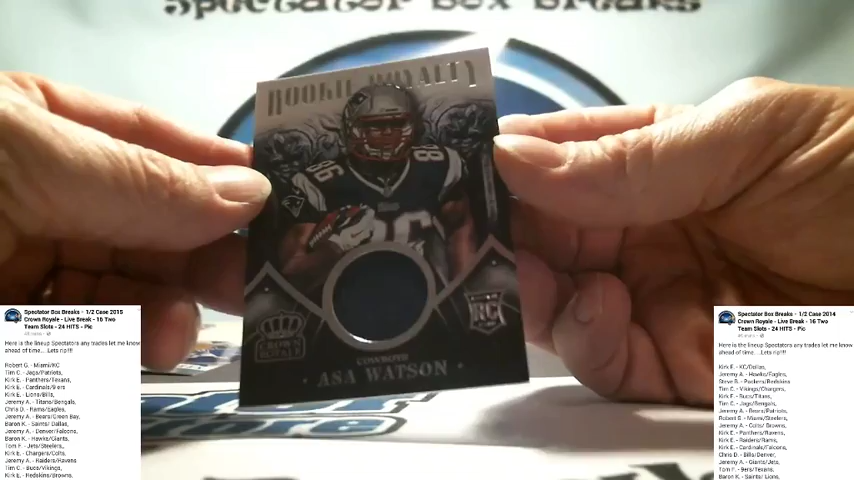 Spectator Box Breaks
ROOKIE ROYALTY
86
86
86
RC
CROWN ROYALE
COWBOYS
· ASA WATSON ·
Spectator Box Breaks - 1/2 Case 2015
Crown Royale - Live Break - 16 Two
Team Slots - 24 HITS - Pic
Here is the lineup Spectators any trades let me know
ahead of time....Lets rip!!!!
Robert G. - Miami/KC
Tim C. - Jags/Patriots,
Kirk E. - Panthers/Texans,
Kirk E. - Cardinals/9ers
Kirk E. - Lions/Bills,
Jeremy A. - Titans/Bengals,
Chris D. - Rams/Eagles,
Jeremy A. - Bears/Green Bay,
Baron K. - Saints/ Dallas,
Jeremy A. - Denver/Falcons,
Baron K. - Hawks/Giants,
Tom F. - Jets/Steelers,
Kirk E. - Chargers/Colts,
Jeremy A. - Raiders/Ravens
Tim C. - Bucs/Vikings,
Kirk E. - Redskins/Browns,
Spectator Box Breaks - 1/2 Case 2014
Crown Royale - Live Break - 16 Two
Team Slots - 24 HITS - Pic
Here is the lineup Spectators any trades let me know
ahead of time....Lets rip!!!!
Kirk F. - KC/Dallas,
Jeremy A. - Hawks/Eagles,
Steve B. - Packers/Redskins
Tim E. - Vikings/Chargers,
Kirk F. - Bucs/Titans,
Tim E. - Jags/Bengals,
Jeremy A. - Bears/Patriots,
Robert G. - Miami/Steelers,
Jeremy A. - Colts/ Browns,
Kirk E. - Panthers/Ravens,
Kirk E. - Raiders/Rams,
Kirk E. - Cardinals/Falcons,
Chris D. - Bills/Denver,
Jeremy A. - Giants/Jets,
Tom F. - 9ers/Texans,
Baron K. - Saints/ Lions,